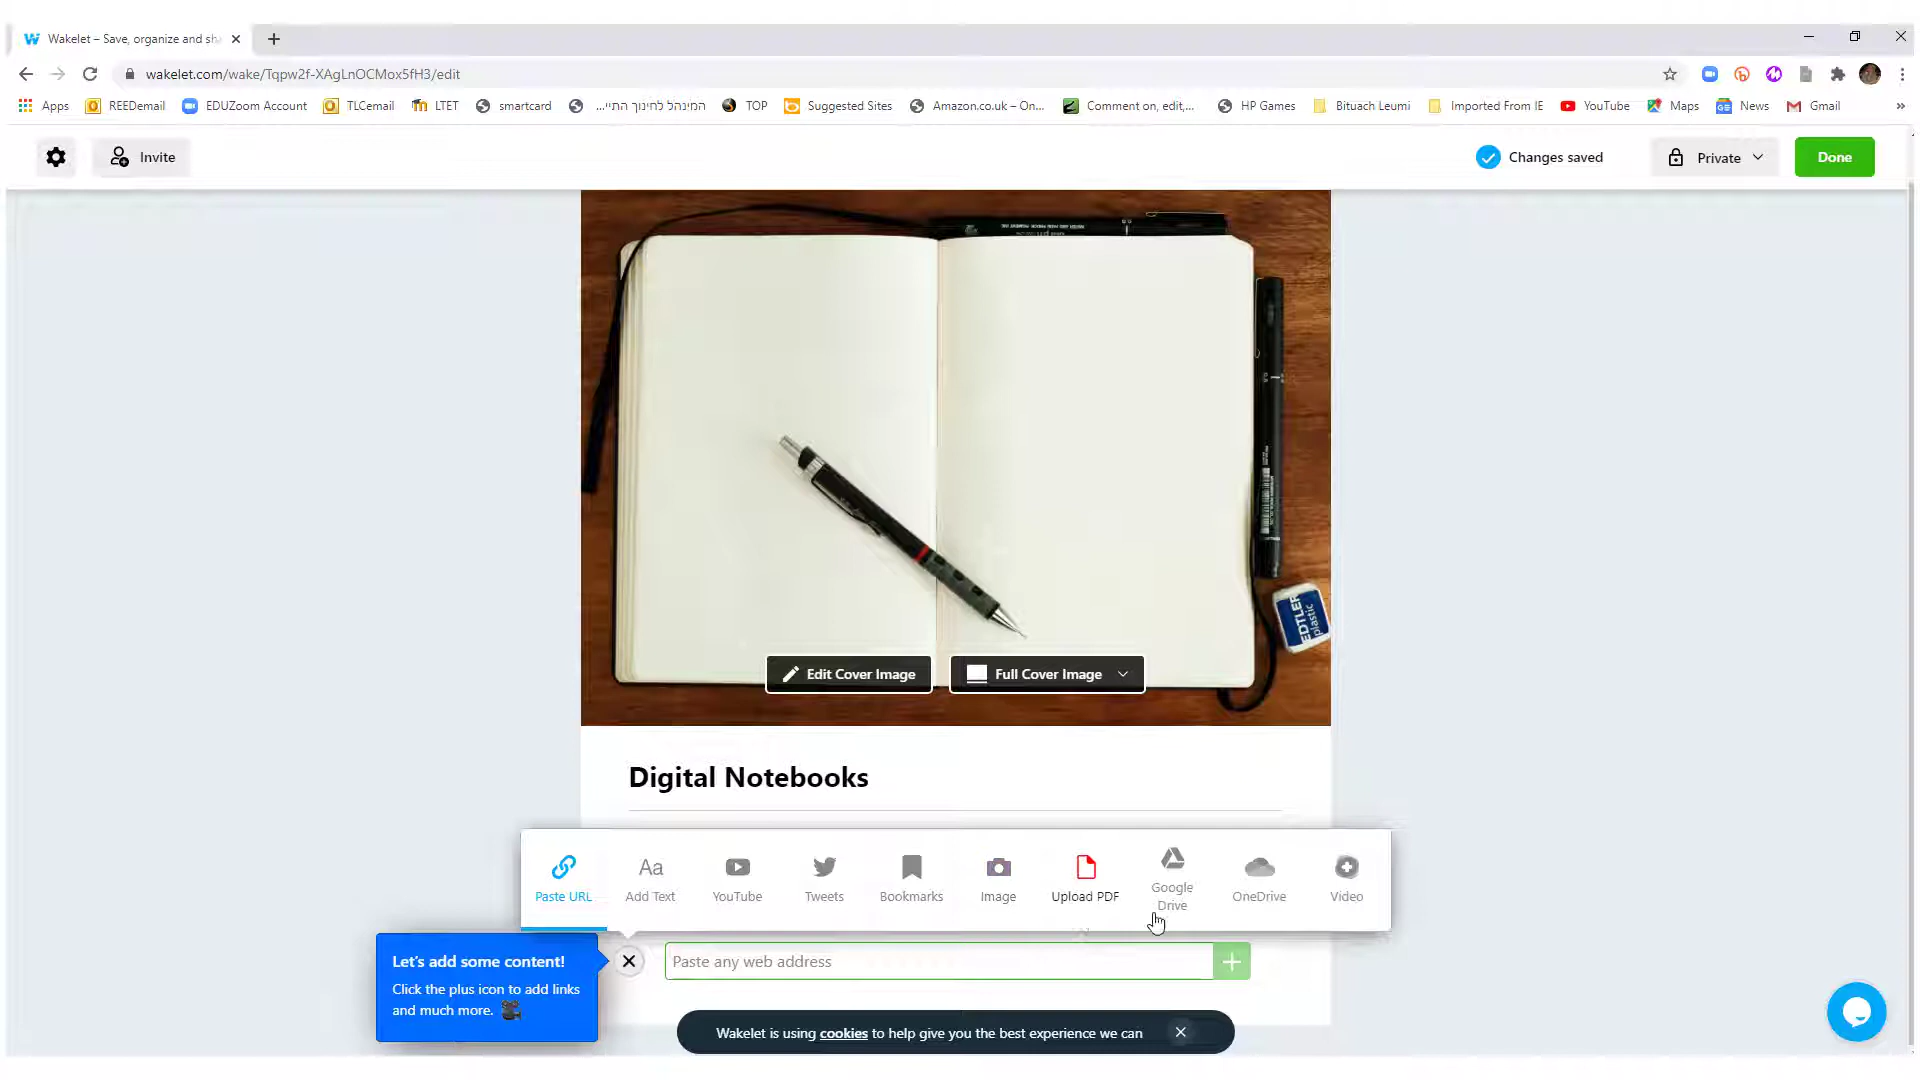 Wakelet – Save, organize and sh
wakelet.com/wake/Tqpw2f-XAgLnOCMox5fH3/edit
Apps REEDemail EDUZoom Account TLCemail LTET smartcard המינהל לחינוך התיי... TOP Suggested Sites Amazon.co.uk – On... Comment on, edit,... HP Games Bituach Leumi Imported From IE YouTube Maps News Gmail »
Invite Changes saved Private Done
EDTLER
plastic
Edit Cover Image Full Cover Image
Digital Notebooks
Paste URL Add Text YouTube Tweets Bookmarks Image Upload PDF Google Drive OneDrive Video
Let's add some content!
Click the plus icon to add links
and much more.
Paste any web address
Wakelet is using cookies to help give you the best experience we can